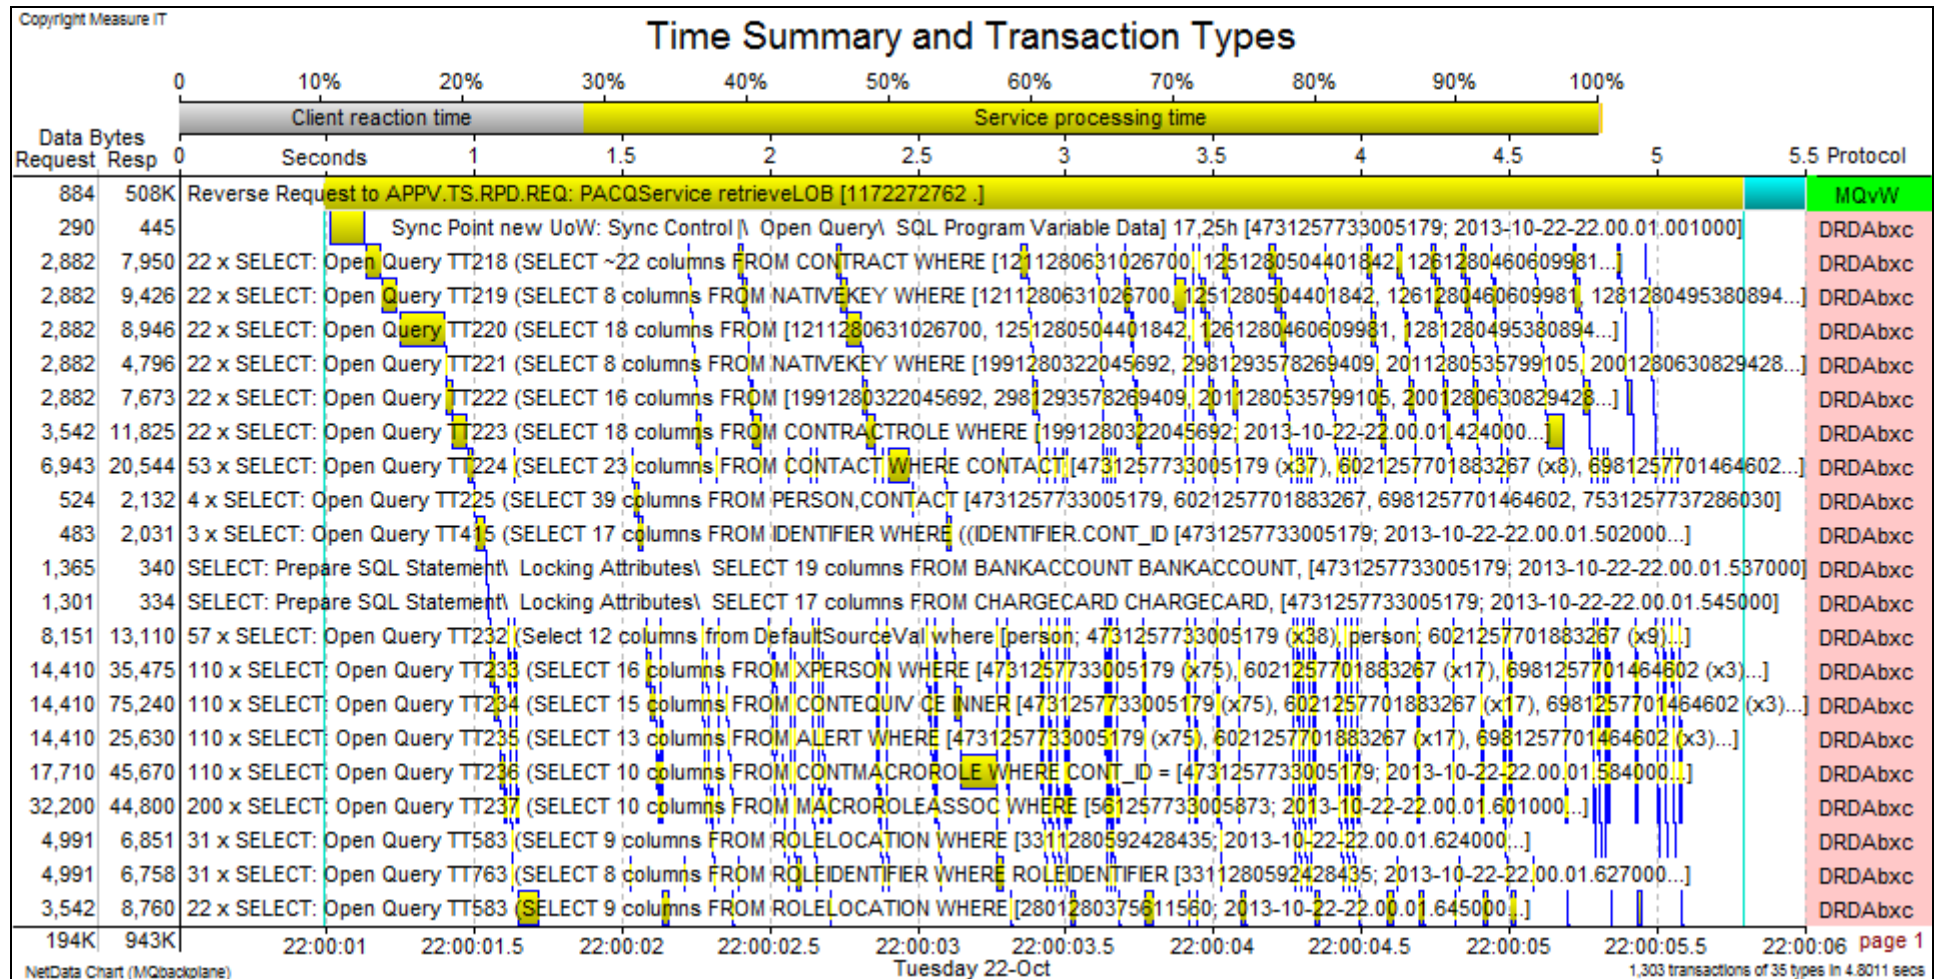 Copyright Measure IT
Time Summary and Transaction Types
0 10% 20% 30% 40% 50% 60% 70% 80% 90% 100%
Client reaction time Service processing time
Data Bytes
Request Resp 0 Seconds 1 1.5 2 2.5 3 3.5 4 4.5 5 5.5 Protocol
884 508K Reverse Request to APPV.TS.RPD.REQ: PACQService retrieveLOB [1172272762 .] MQvW
290 445 Sync Point new UoW: Sync Control |\ Open Query\ SQL Program Variable Data] 17,25h [4731257733005179; 2013-10-22-22.00.01.001000] DRDAbxc
2,882 7,950 22 x SELECT: Open Query TT218 (SELECT ~22 columns FROM CONTRACT WHERE [1211280631026700, 1251280504401842, 1261280460609981...] DRDAbxc
2,882 9,426 22 x SELECT: Open Query TT219 (SELECT 8 columns FROM NATIVEKEY WHERE [1211280631026700, 1251280504401842, 1261280460609981, 1281280495380894...] DRDAbxc
2,882 8,946 22 x SELECT: Open Query TT220 (SELECT 18 columns FROM [1211280631026700, 1251280504401842, 1261280460609981, 1281280495380894...] DRDAbxc
2,882 4,796 22 x SELECT: Open Query TT221 (SELECT 8 columns FROM NATIVEKEY WHERE [1991280322045692, 2981293578269409, 2011280535799105, 2001280630829428...] DRDAbxc
2,882 7,673 22 x SELECT: Open Query TT222 (SELECT 16 columns FROM [1991280322045692, 2981293578269409, 2011280535799105, 2001280630829428...] DRDAbxc
3,542 11,825 22 x SELECT: Open Query TT223 (SELECT 18 columns FROM CONTRACTROLE WHERE [1991280322045692; 2013-10-22-22.00.01.424000...] DRDAbxc
6,943 20,544 53 x SELECT: Open Query TT224 (SELECT 23 columns FROM CONTACT WHERE CONTACT [4731257733005179 (x37), 6021257701883267 (x8), 6981257701464602...] DRDAbxc
524 2,132 4 x SELECT: Open Query TT225 (SELECT 39 columns FROM PERSON,CONTACT [4731257733005179, 6021257701883267, 6981257701464602, 7531257737286030] DRDAbxc
483 2,031 3 x SELECT: Open Query TT415 (SELECT 17 columns FROM IDENTIFIER WHERE ((IDENTIFIER.CONT_ID [4731257733005179; 2013-10-22-22.00.01.502000...] DRDAbxc
1,365 340 SELECT: Prepare SQL Statement\ Locking Attributes\ SELECT 19 columns FROM BANKACCOUNT BANKACCOUNT, [4731257733005179; 2013-10-22-22.00.01.537000] DRDAbxc
1,301 334 SELECT: Prepare SQL Statement\ Locking Attributes\ SELECT 17 columns FROM CHARGECARD CHARGECARD, [4731257733005179; 2013-10-22-22.00.01.545000] DRDAbxc
8,151 13,110 57 x SELECT: Open Query TT232 (Select 12 columns from DefaultSourceVal where [person; 4731257733005179 (x38), person; 6021257701883267 (x9)...] DRDAbxc
14,410 35,475 110 x SELECT: Open Query TT233 (SELECT 16 columns FROM XPERSON WHERE [4731257733005179 (x75), 6021257701883267 (x17), 6981257701464602 (x3)...] DRDAbxc
14,410 75,240 110 x SELECT: Open Query TT234 (SELECT 15 columns FROM CONTEQUIV CE INNER [4731257733005179 (x75), 6021257701883267 (x17), 6981257701464602 (x3)...] DRDAbxc
14,410 25,630 110 x SELECT: Open Query TT235 (SELECT 13 columns FROM ALERT WHERE [4731257733005179 (x75), 6021257701883267 (x17), 6981257701464602 (x3)...] DRDAbxc
17,710 45,670 110 x SELECT: Open Query TT236 (SELECT 10 columns FROM CONTMACROROLE WHERE CONT_ID = [4731257733005179; 2013-10-22-22.00.01.584000...] DRDAbxc
32,200 44,800 200 x SELECT: Open Query TT237 (SELECT 10 columns FROM MACROROLEASSOC WHERE [561257733005873; 2013-10-22-22.00.01.601000...] DRDAbxc
4,991 6,851 31 x SELECT: Open Query TT583 (SELECT 9 columns FROM ROLELOCATION WHERE [3311280592428435; 2013-10-22-22.00.01.624000...] DRDAbxc
4,991 6,758 31 x SELECT: Open Query TT763 (SELECT 8 columns FROM ROLEIDENTIFIER WHERE ROLEIDENTIFIER [3311280592428435; 2013-10-22-22.00.01.627000...] DRDAbxc
3,542 8,760 22 x SELECT: Open Query TT583 (SELECT 9 columns FROM ROLELOCATION WHERE [2801280375611560; 2013-10-22-22.00.01.645000...] DRDAbxc
194K 943K 22:00:01 22:00:01.5 22:00:02 22:00:02.5 22:00:03 22:00:03.5 22:00:04 22:00:04.5 22:00:05 22:00:05.5 22:00:06 page 1
NetData Chart (MQbackplane) Tuesday 22-Oct 1,303 transactions of 35 types in 4.8011 secs